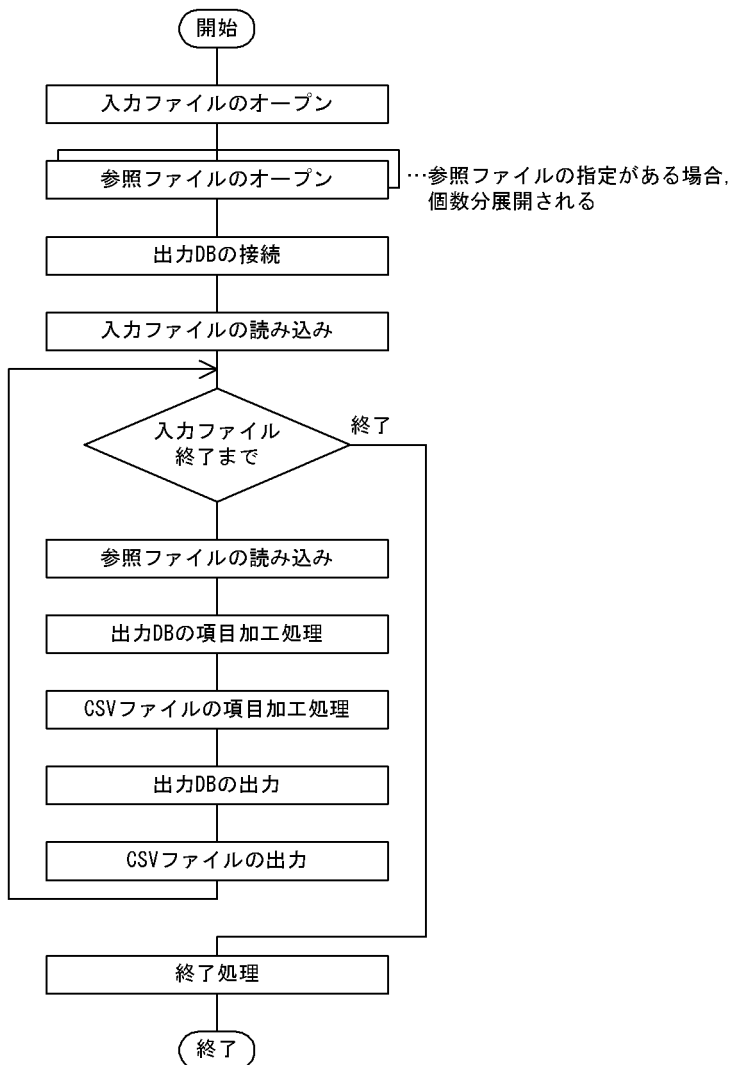 開始
入力ファイルのオープン
参照ファイルのオープン
…参照ファイルの指定がある場合,
個数分展開される
出力DBの接続
入力ファイルの読み込み
入力ファイル
終了まで
終了
参照ファイルの読み込み
出力DBの項目加工処理
CSVファイルの項目加工処理
出力DBの出力
CSVファイルの出力
終了処理
終了